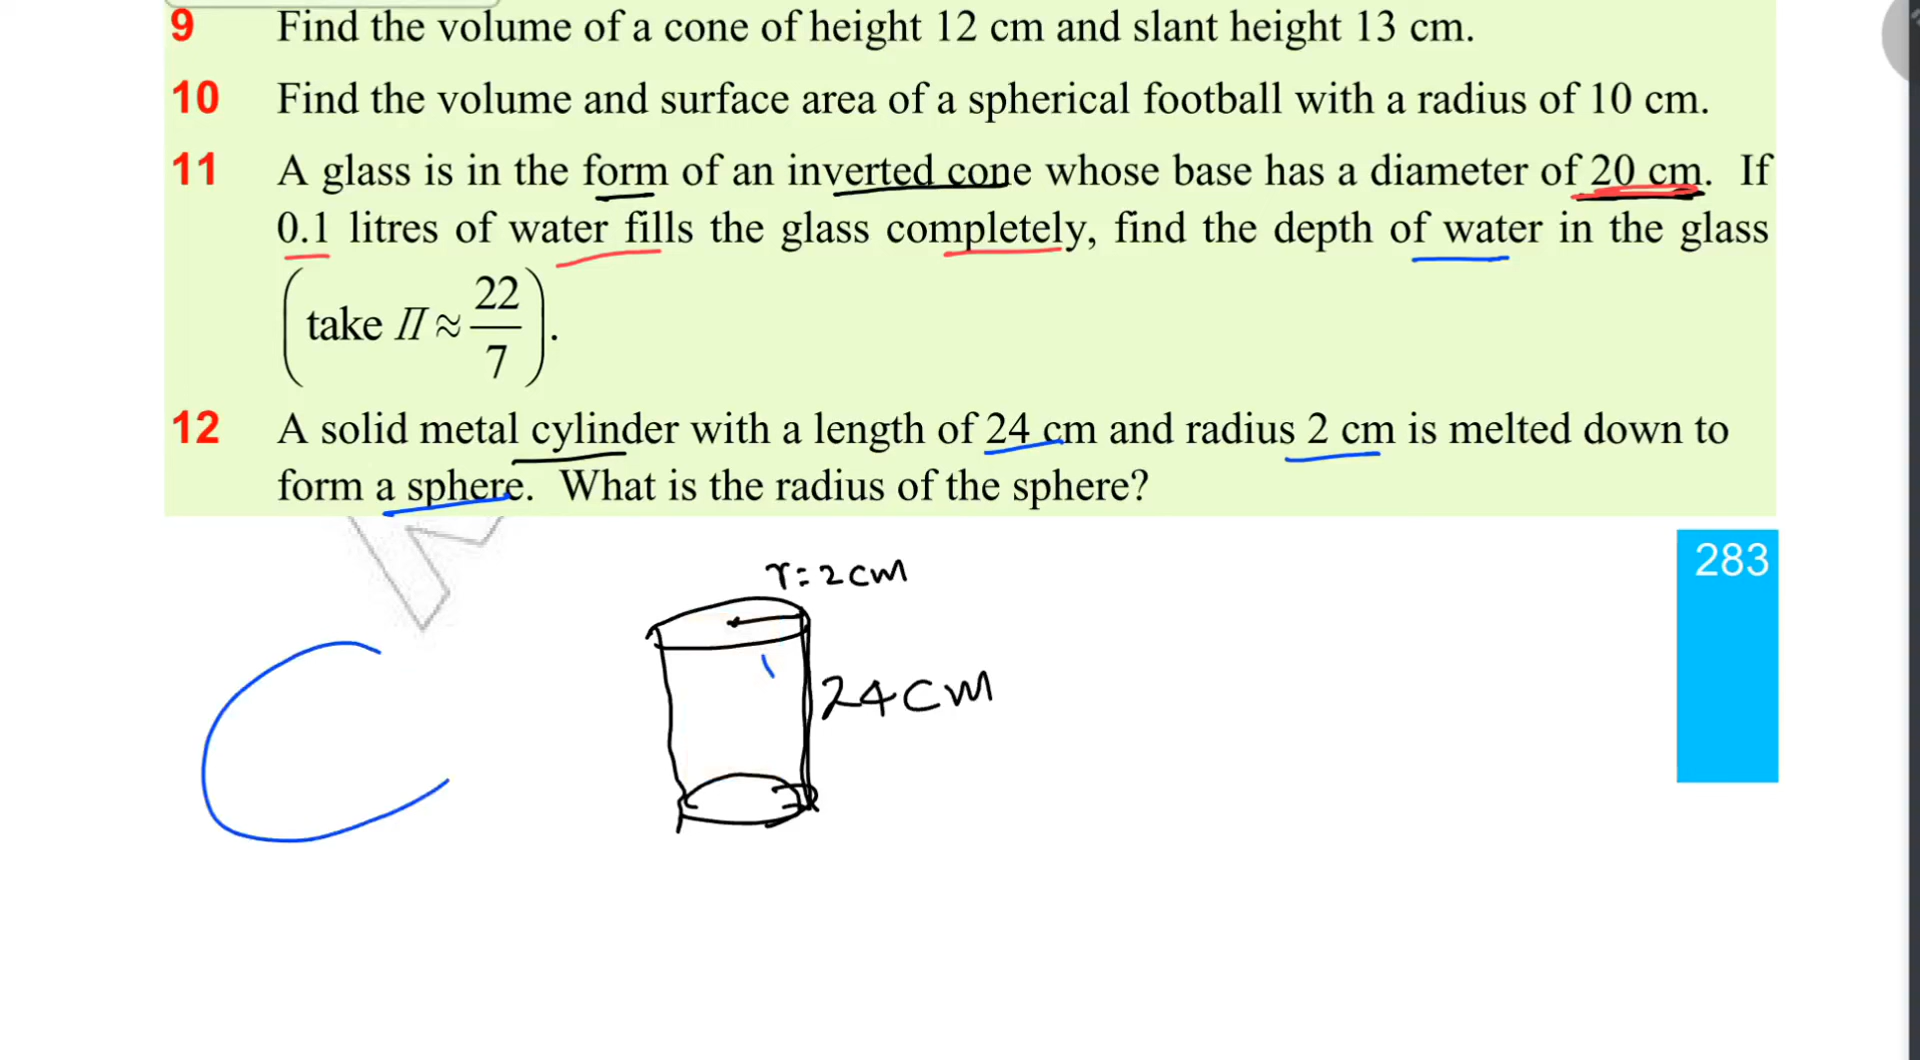 9 Find the volume of a cone of height 12 cm and slant height 13 cm.
10 Find the volume and surface area of a spherical football with a radius of 10 cm.
11 A glass is in the form of an inverted cone whose base has a diameter of 20 cm. If
0.1 litres of water fills the glass completely, find the depth of water in the glass
(take Π ≈ 22/7).
12 A solid metal cylinder with a length of 24 cm and radius 2 cm is melted down to
form a sphere. What is the radius of the sphere?
283
r=2cm
24cm